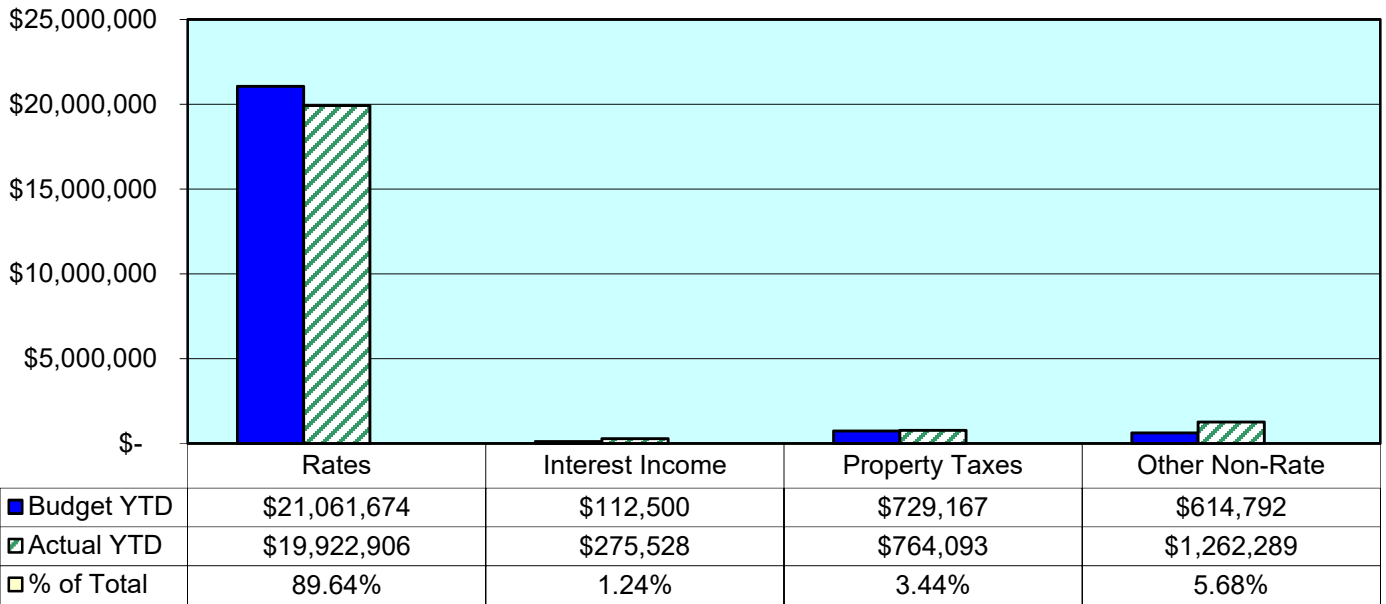 $25,000,000
$20,000,000
$15,000,000
$10,000,000
$5,000,000
$-
Rates Interest Income Property Taxes Other Non-Rate
Budget YTD $21,061,674 $112,500 $729,167 $614,792
Actual YTD $19,922,906 $275,528 $764,093 $1,262,289
% of Total 89.64% 1.24% 3.44% 5.68%